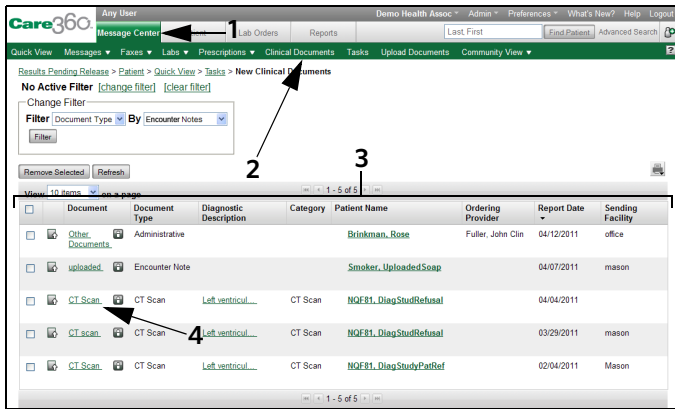 Care360. Any User Demo Health Assoc Admin Preferences What's New? Help Logout
Message Center 1 Lab Orders Reports Last, First Find Patient Advanced Search
Quick View Messages Faxes Labs Prescriptions Clinical Documents Tasks Upload Documents Community View ?
Results Pending Release > Patient > Quick View > Tasks > New Clinical Documents
No Active Filter [change filter] [clear filter]
Change Filter
Filter Document Type By Encounter Notes
Filter
2
3
Remove Selected Refresh
View 10 items on a page 1 - 5 of 5
Document Document Type Diagnostic Description Category Patient Name Ordering Provider Report Date Sending Facility
Other Documents Administrative Brinkman, Rose Fuller, John Clin 04/12/2011 office
uploaded Encounter Note Smoker, UploadedSoap 04/07/2011 mason
CT Scan CT Scan Left ventricul... CT Scan NQF81, DiagStudRefusal 04/04/2011
4
CT scan CT Scan Left ventricul... CT Scan NQF81, DiagStudRefusal 03/29/2011 mason
CT Scan CT Scan Left ventricul... CT Scan NQF81, DiagStudyPatRef 02/04/2011 Mason
1 - 5 of 5